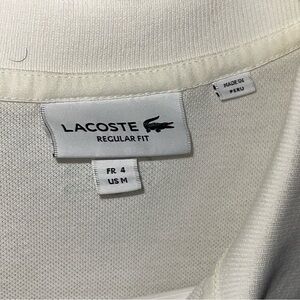 LACOSTE
REGULAR FIT
FR 4
US M
MADE IN
PERU